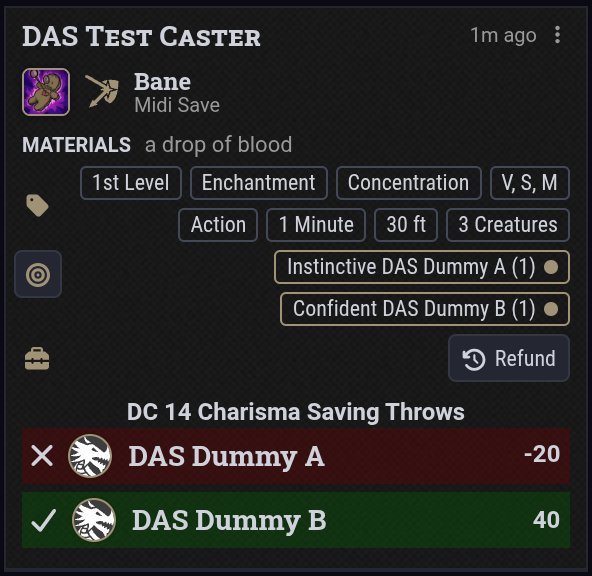 DAS Test Caster 1m ago
Bane
Midi Save
MATERIALS a drop of blood
1st Level Enchantment Concentration V, S, M
Action 1 Minute 30 ft 3 Creatures
Instinctive DAS Dummy A (1)
Confident DAS Dummy B (1)
Refund
DC 14 Charisma Saving Throws
DAS Dummy A -20
DAS Dummy B 40